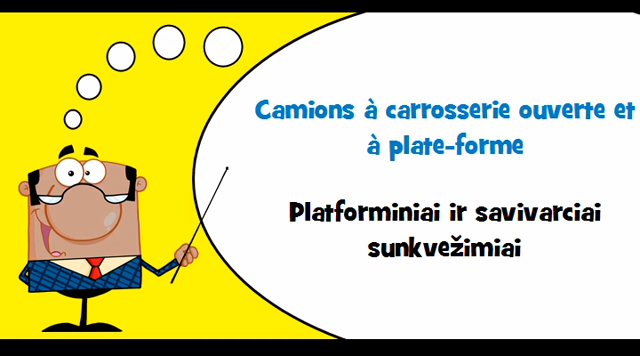 Camions à carrosserie ouverte et
à plate-forme
Platforminiai ir savivarciai
sunkvežimiai